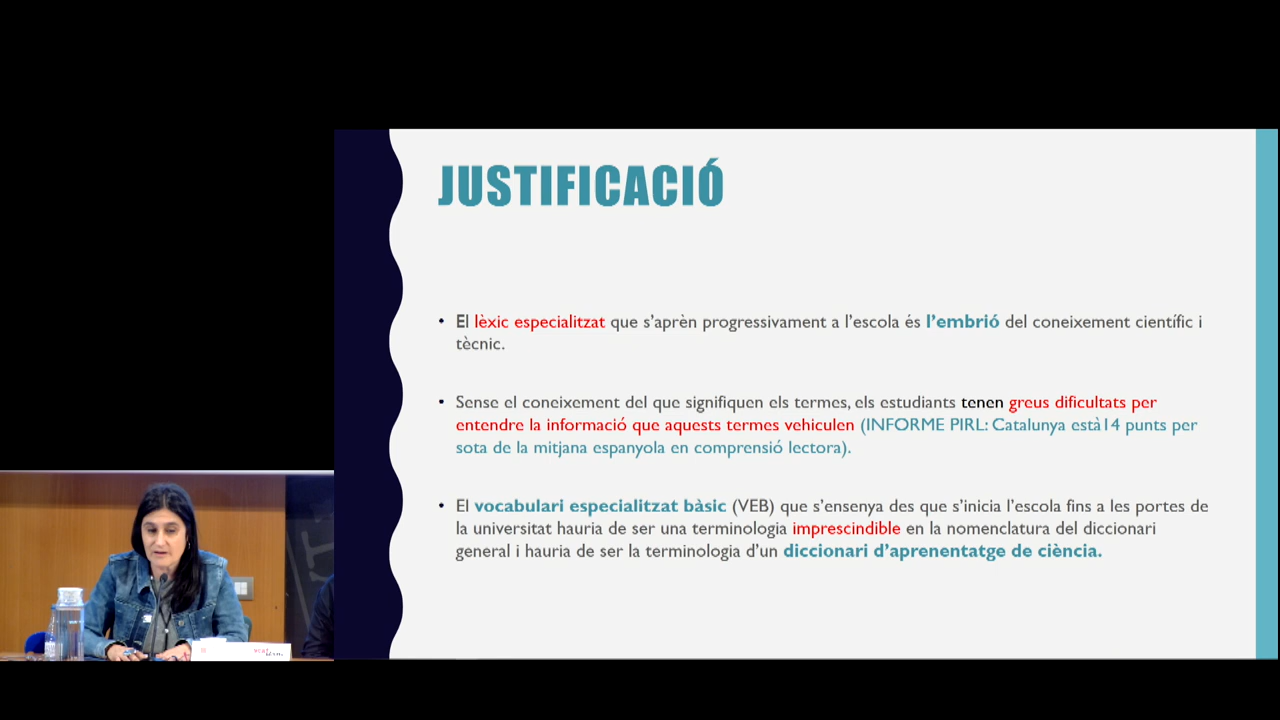 JUSTIFICACIÓ
• El lèxic especialitzat que s'aprèn progressivament a l'escola és l'embrió del coneixement científic i
tècnic.
• Sense el coneixement del que signifiquen els termes, els estudiants tenen greus dificultats per
entendre la informació que aquests termes vehiculen (INFORME PIRL: Catalunya està14 punts per
sota de la mitjana espanyola en comprensió lectora).
• El vocabulari especialitzat bàsic (VEB) que s'ensenya des que s'inicia l'escola fins a les portes de
la universitat hauria de ser una terminologia imprescindible en la nomenclatura del diccionari
general i hauria de ser la terminologia d'un diccionari d'aprenentatge de ciència.